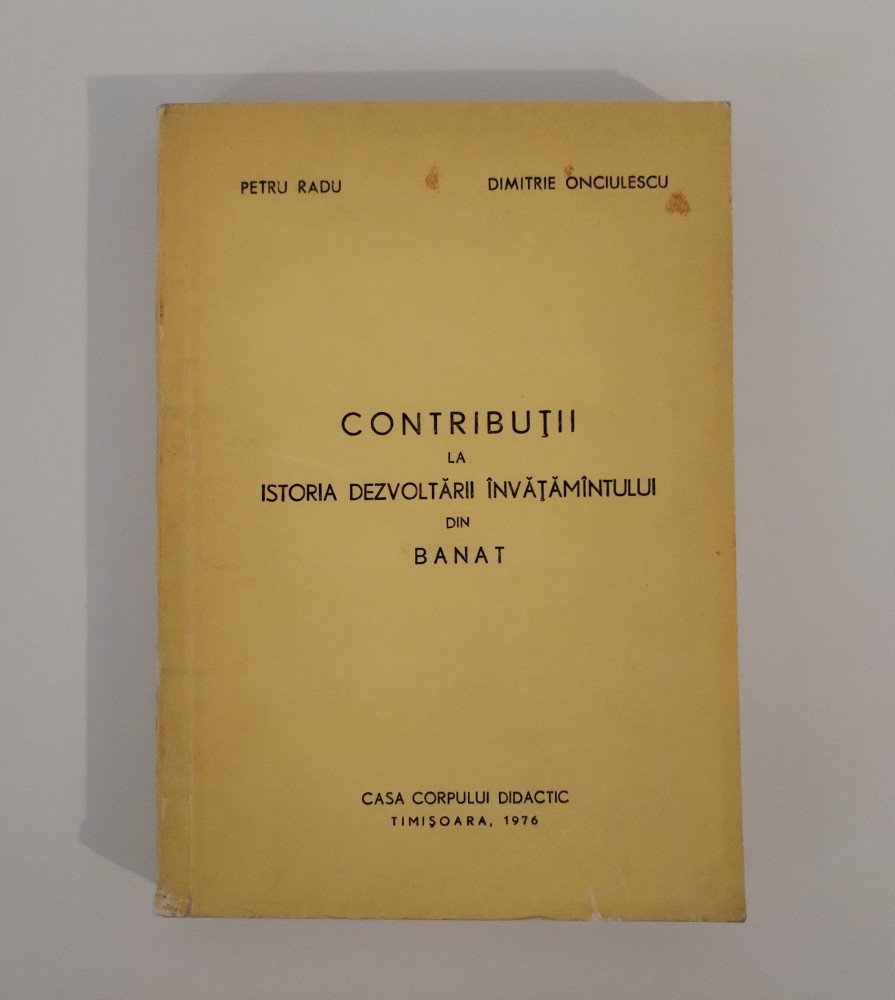 PETRU RADU DIMITRIE ONCIULESCU
CONTRIBUŢII
LA
ISTORIA DEZVOLTĂRII ÎNVĂŢĂMÎNTULUI
DIN
BANAT
CASA CORPULUI DIDACTIC
TIMIŞOARA, 1976